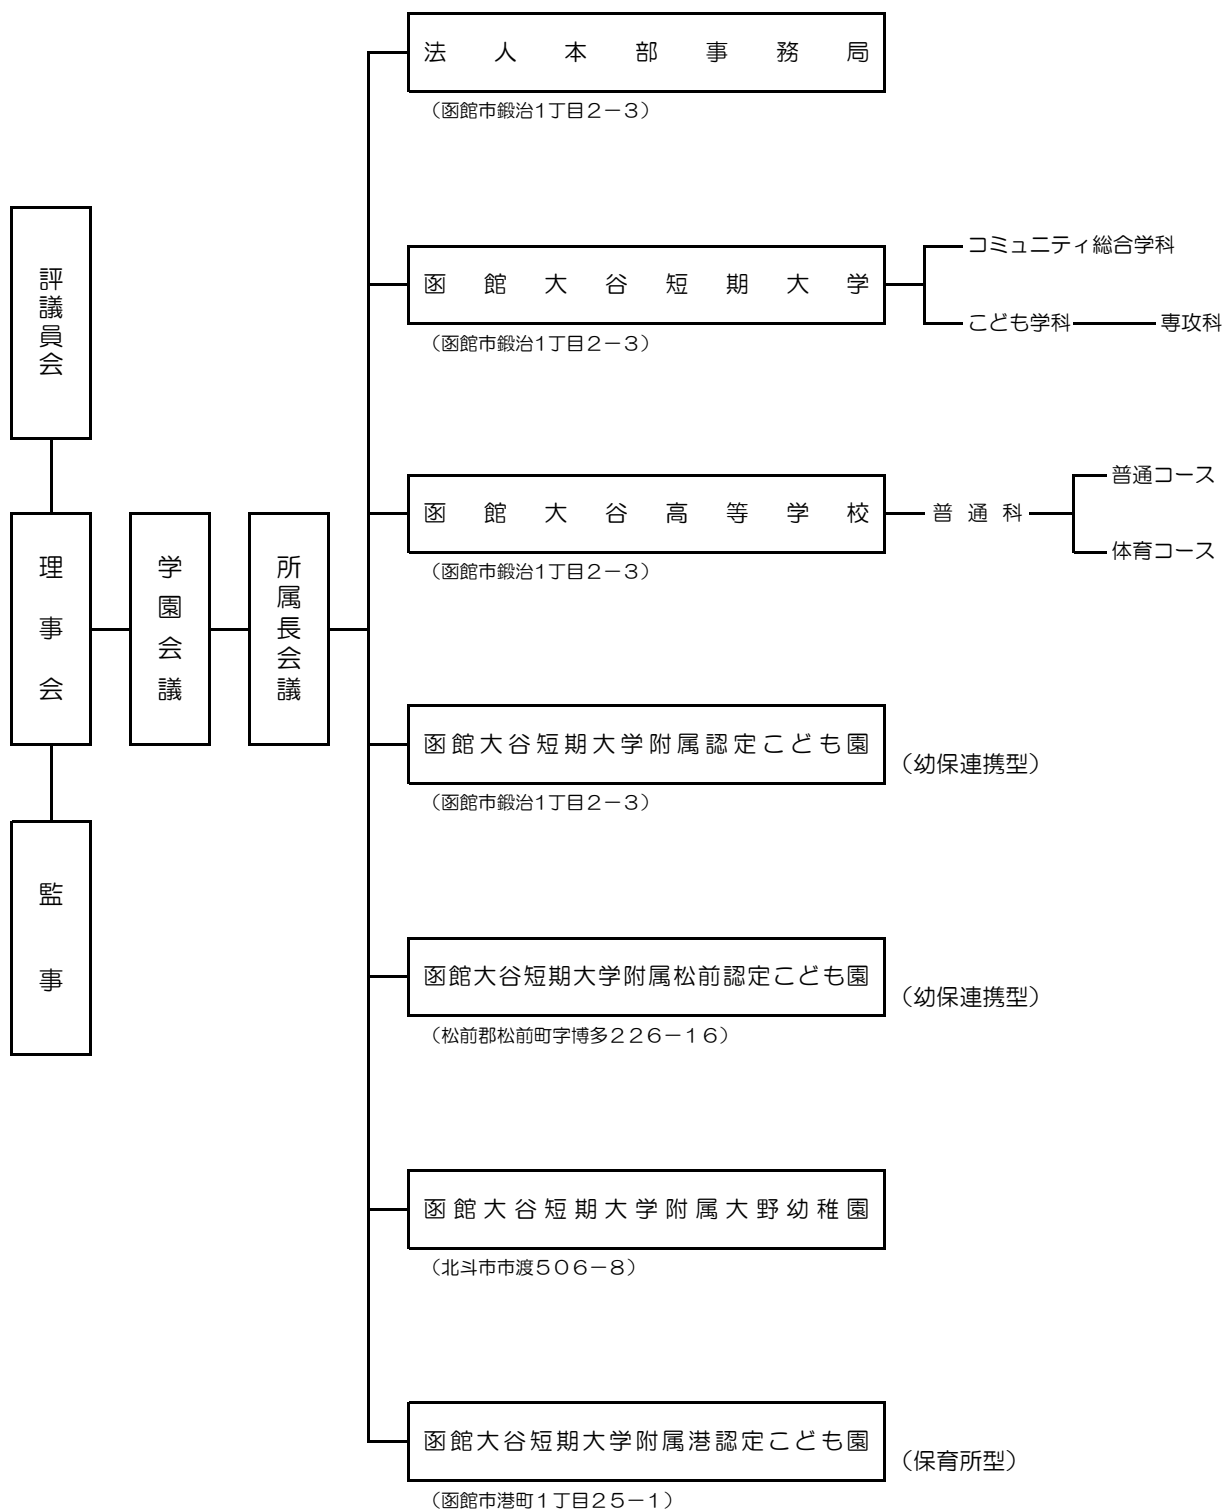 評議員会
理事会
監事
学園会議
所属長会議
法人本部事務局
（函館市鍛治1丁目２－３）
函館大谷短期大学
（函館市鍛治1丁目２－３）
コミュニティ総合学科
こども学科
専攻科
函館大谷高等学校
（函館市鍛治1丁目２－３）
普通科
普通コース
体育コース
函館大谷短期大学附属認定こども園
（幼保連携型）
（函館市鍛治1丁目２－３）
函館大谷短期大学附属松前認定こども園
（幼保連携型）
（松前郡松前町字博多２２６－１６）
函館大谷短期大学附属大野幼稚園
（北斗市市渡５０６－８）
函館大谷短期大学附属港認定こども園
（保育所型）
（函館市港町１丁目２５－１）